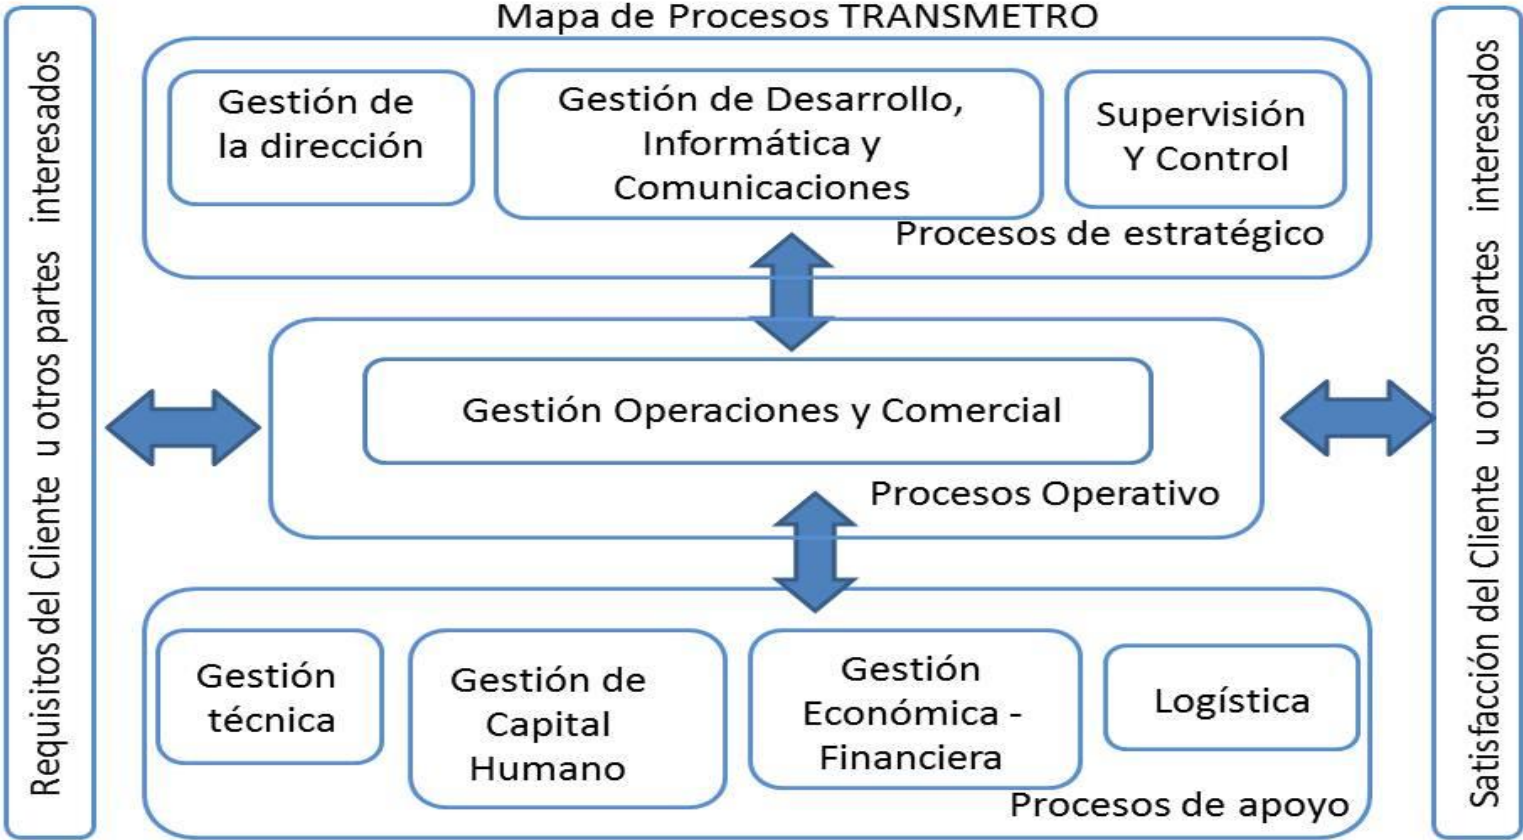 Mapa de Procesos TRANSMETRO
Requisitos del Cliente u otros partes interesados
Gestión de
la dirección
Gestión de Desarrollo,
Informática y
Comunicaciones
Supervisión
Y Control
Procesos de estratégico
Gestión Operaciones y Comercial
Procesos Operativo
Gestión
técnica
Gestión de
Capital
Humano
Gestión
Económica -
Financiera
Logística
Procesos de apoyo
Satisfacción del Cliente u otros partes interesados